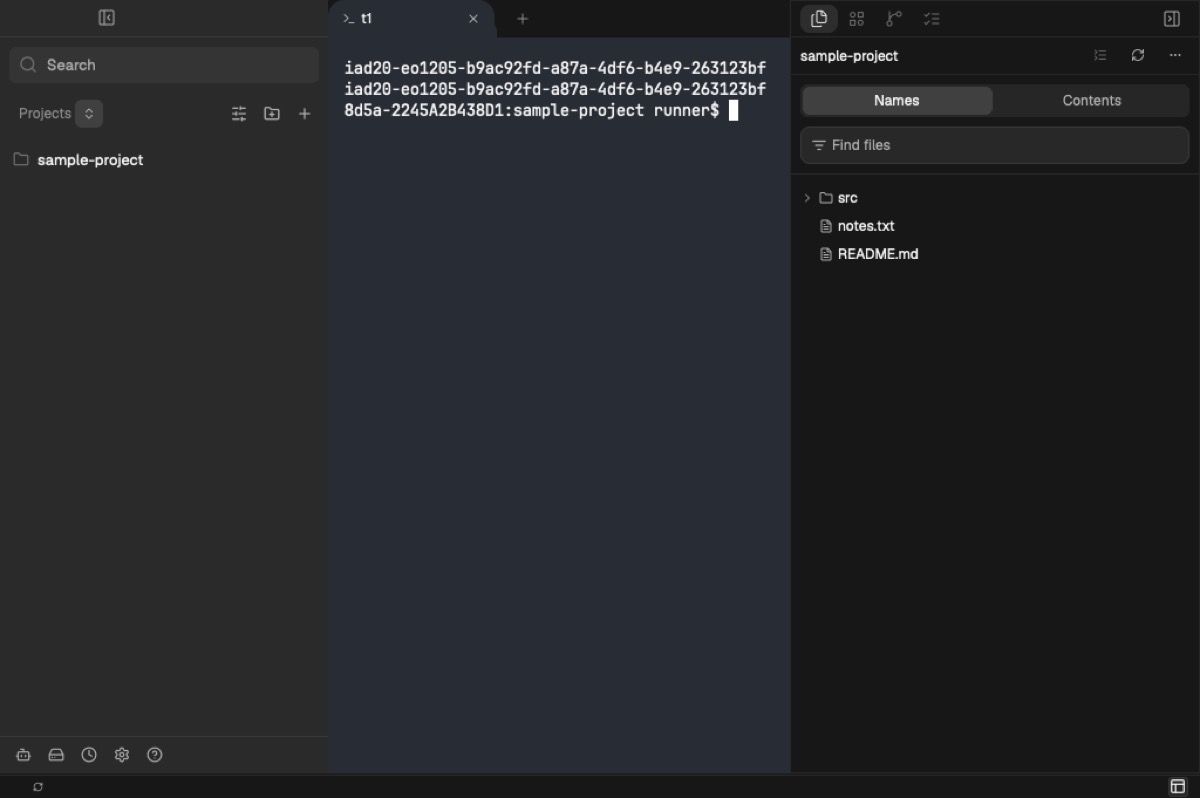 Search
Projects
sample-project
>_ t1
iad20-eo1205-b9ac92fd-a87a-4df6-b4e9-263123bf
iad20-eo1205-b9ac92fd-a87a-4df6-b4e9-263123bf
8d5a-2245A2B438D1:sample-project runner$
sample-project
Names Contents
Find files
src
notes.txt
README.md